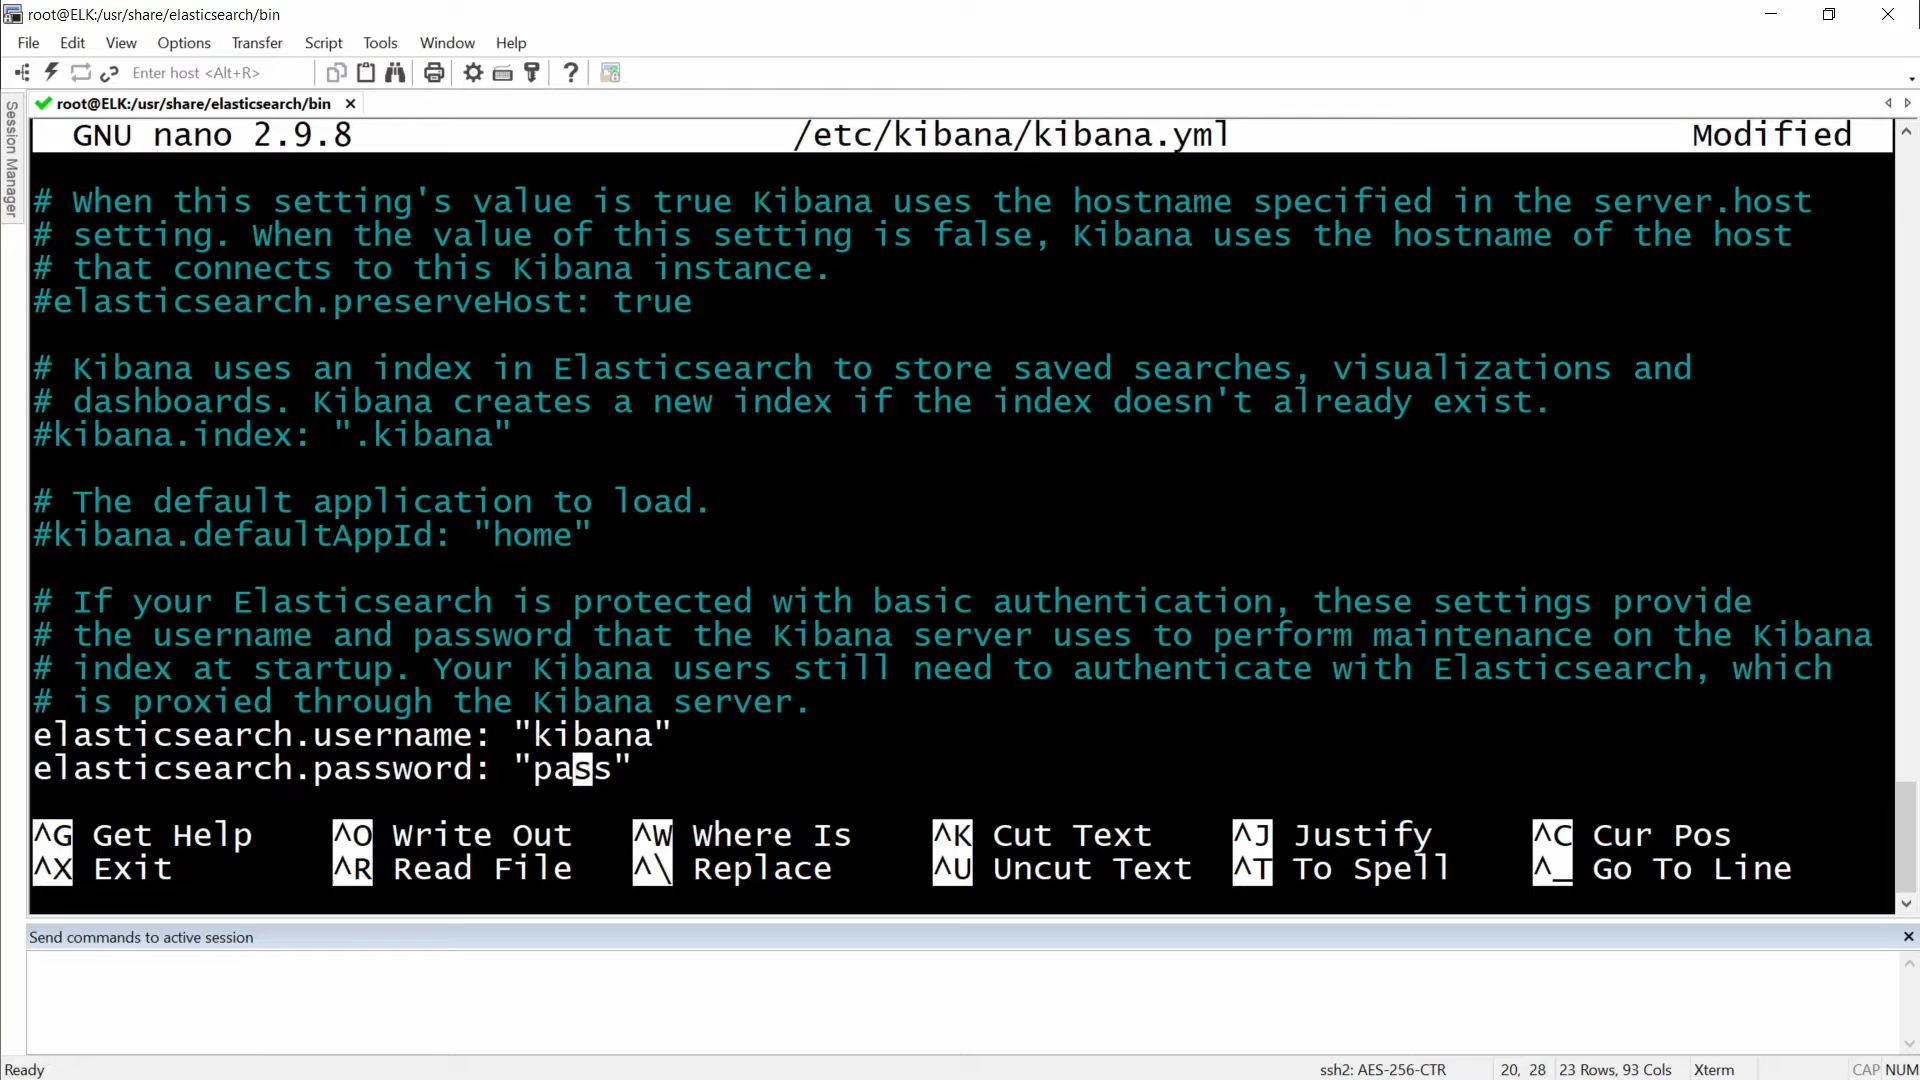 root@ELK:/usr/share/elasticsearch/bin
File Edit View Options Transfer Script Tools Window Help
Enter host <Alt+R>
Session Manager
root@ELK:/usr/share/elasticsearch/bin
GNU nano 2.9.8 /etc/kibana/kibana.yml Modified
# When this setting's value is true Kibana uses the hostname specified in the server.host
# setting. When the value of this setting is false, Kibana uses the hostname of the host
# that connects to this Kibana instance.
#elasticsearch.preserveHost: true
# Kibana uses an index in Elasticsearch to store saved searches, visualizations and
# dashboards. Kibana creates a new index if the index doesn't already exist.
#kibana.index: ".kibana"
# The default application to load.
#kibana.defaultAppId: "home"
# If your Elasticsearch is protected with basic authentication, these settings provide
# the username and password that the Kibana server uses to perform maintenance on the Kibana
# index at startup. Your Kibana users still need to authenticate with Elasticsearch, which
# is proxied through the Kibana server.
elasticsearch.username: "kibana"
elasticsearch.password: "pass"
^G Get Help ^O Write Out ^W Where Is ^K Cut Text ^J Justify ^C Cur Pos
^X Exit ^R Read File ^\ Replace ^U Uncut Text ^T To Spell ^_ Go To Line
Send commands to active session
Ready ssh2: AES-256-CTR 20, 28 23 Rows, 93 Cols Xterm CAP NUM